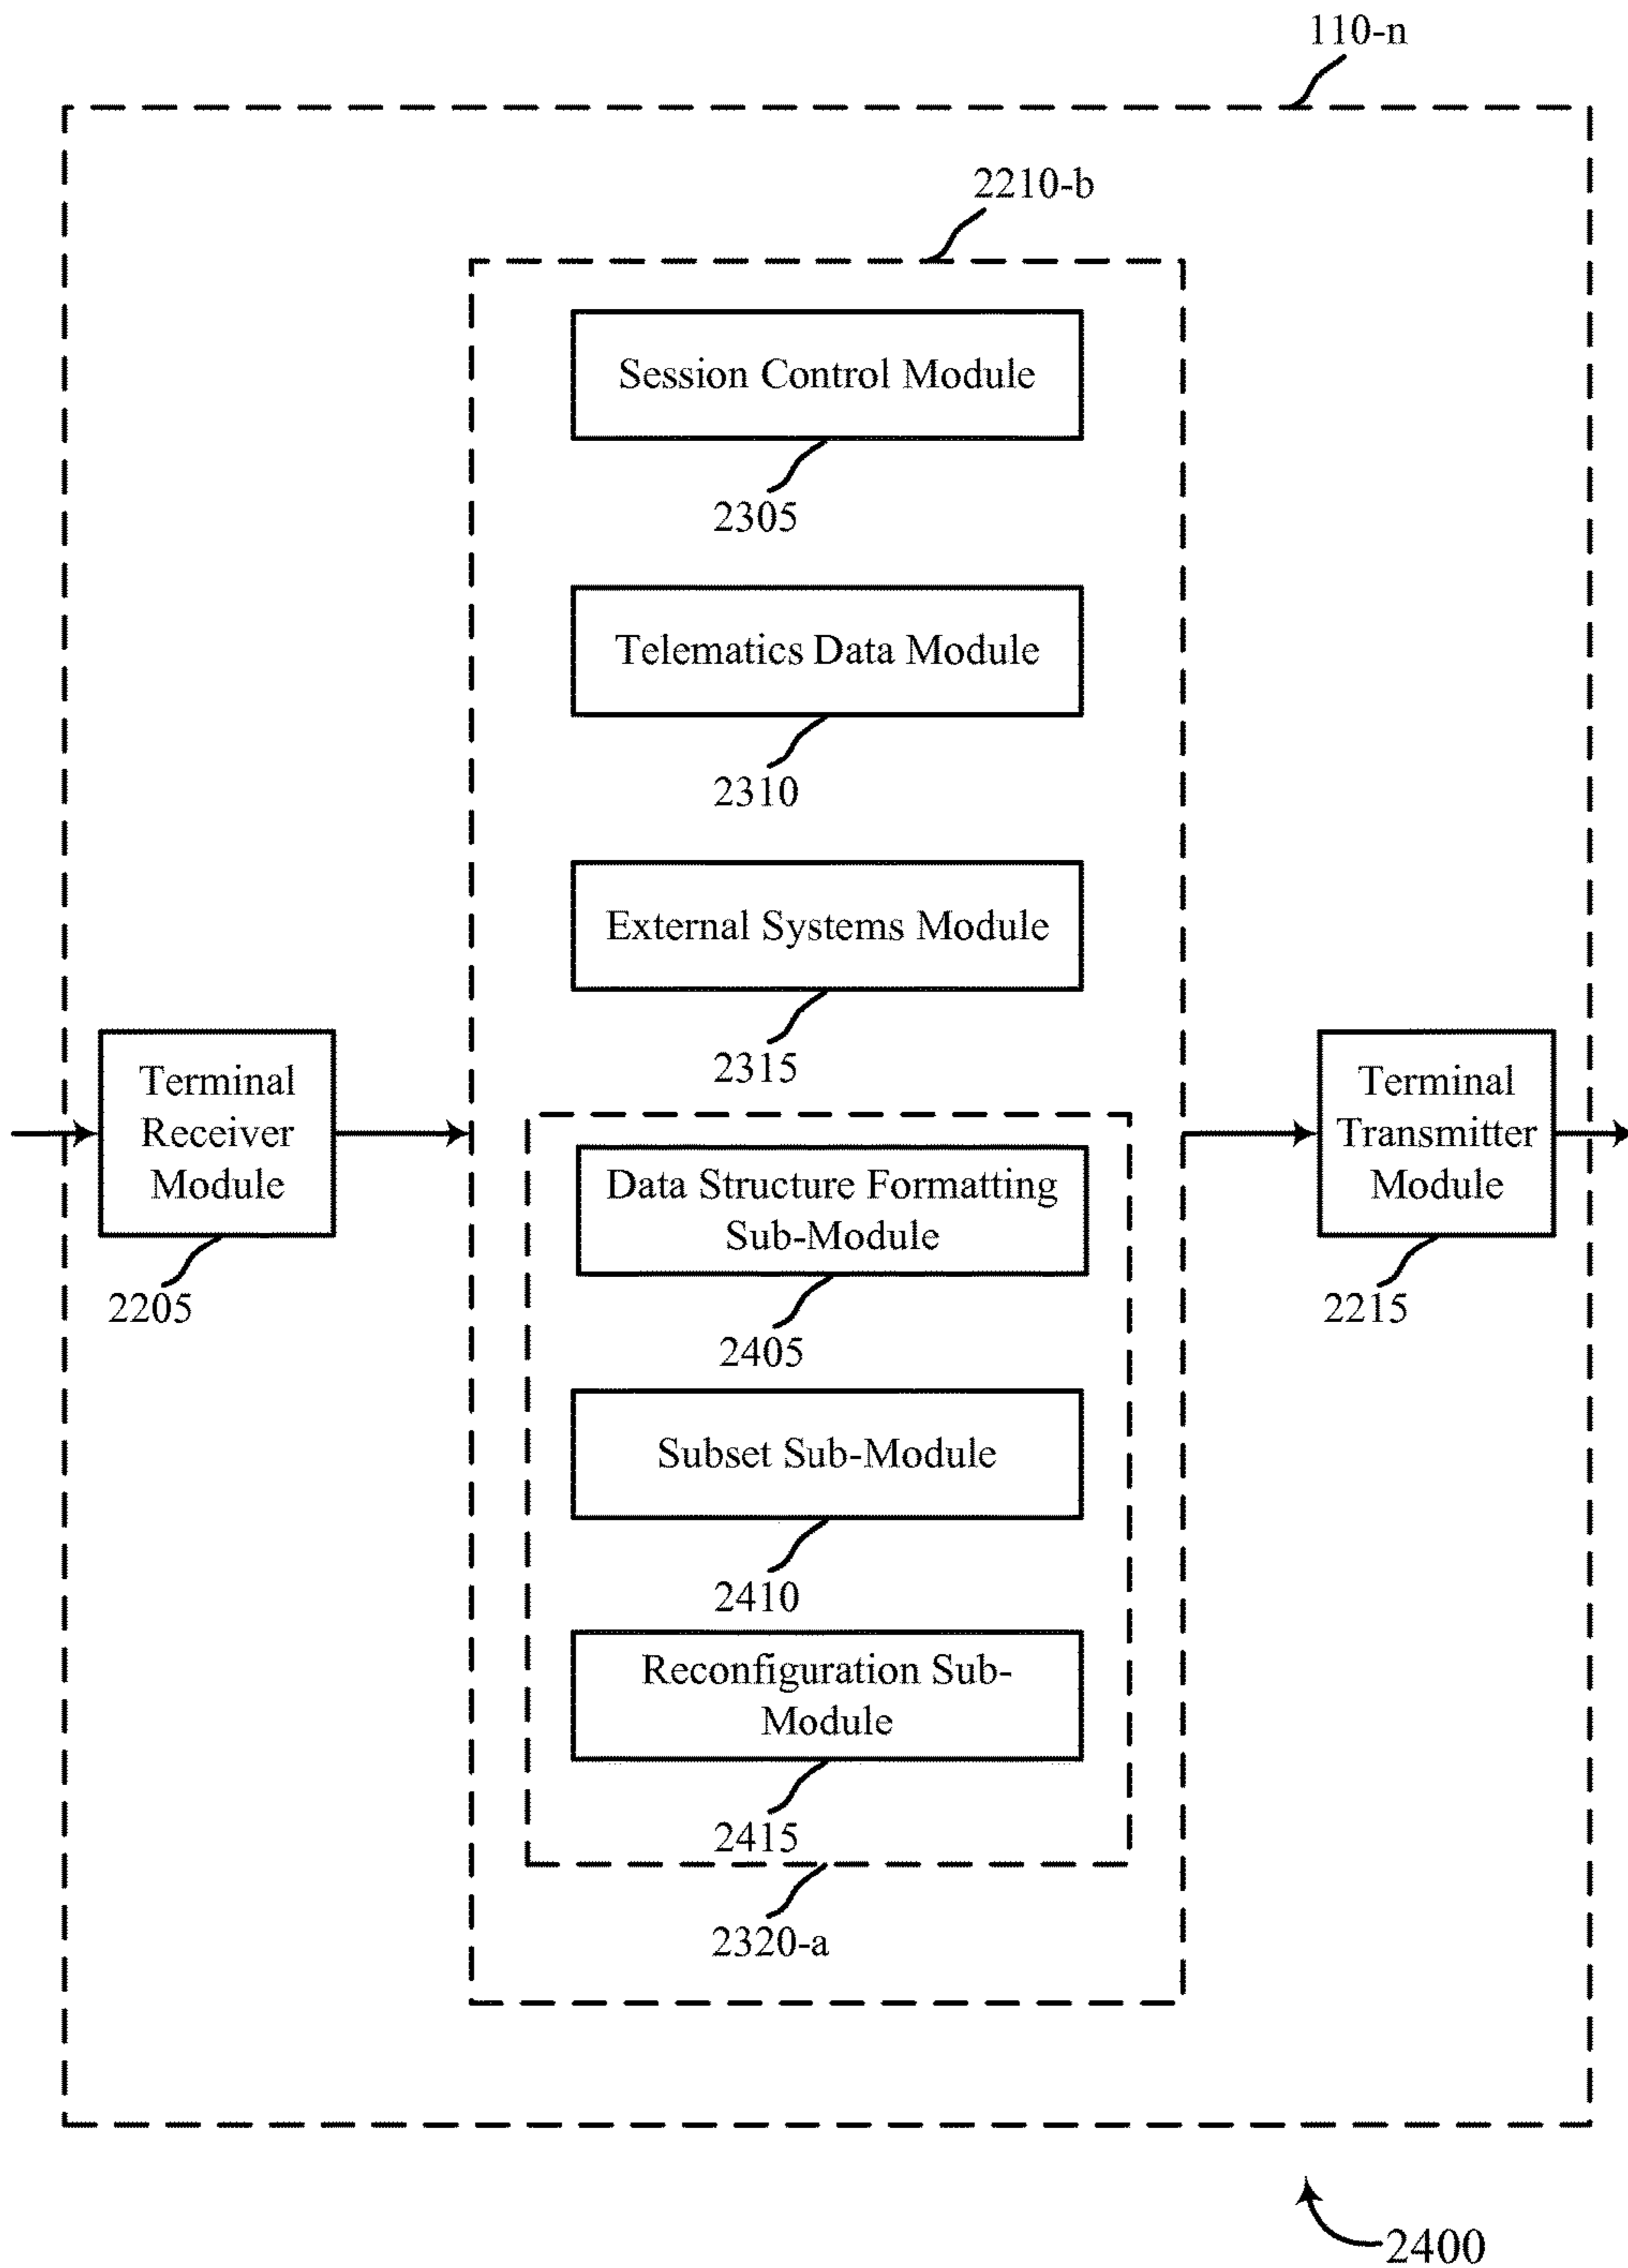 110-n
2210-b
Session Control Module
2305
Telematics Data Module
2310
External Systems Module
2315
Terminal
Receiver
Module
2205
Data Structure Formatting
Sub-Module
2405
Subset Sub-Module
2410
Reconfiguration Sub-
Module
2415
2320-a
Terminal
Transmitter
Module
2215
2400